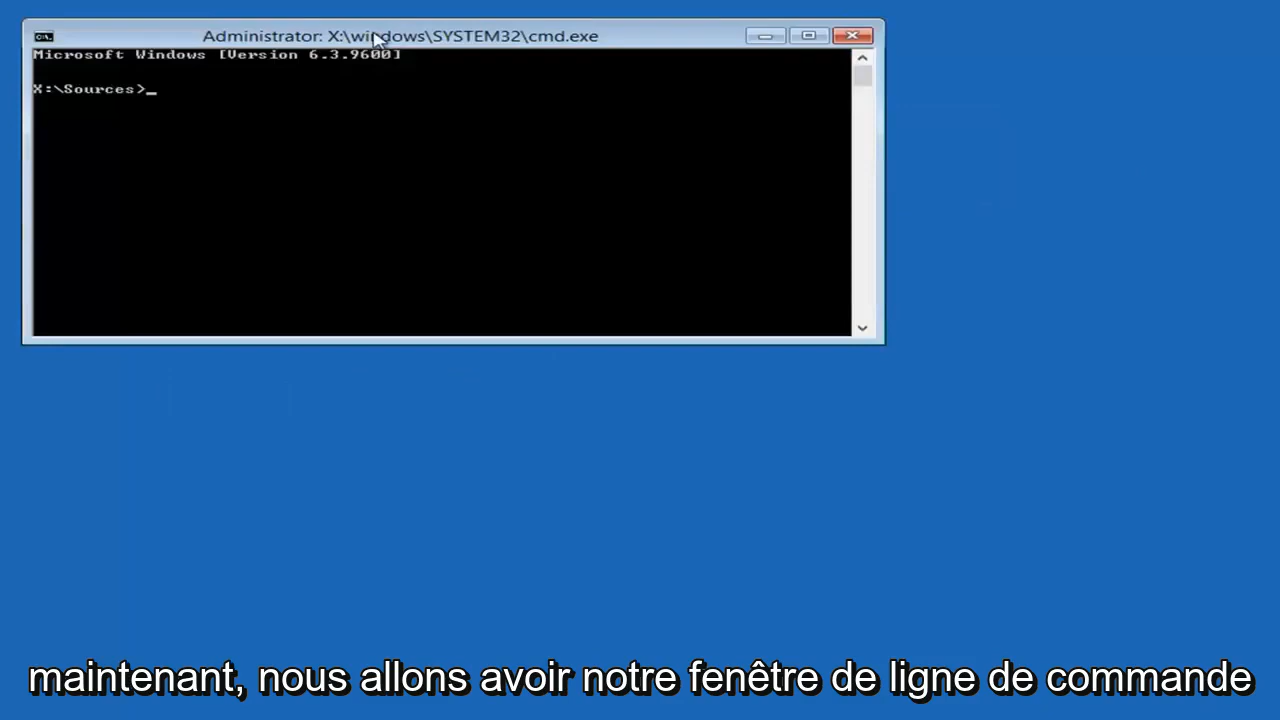 Administrator: X:\windows\SYSTEM32\cmd.exe
Microsoft Windows [Version 6.3.9600]
X:\Sources>_
maintenant, nous allons avoir notre fenêtre de ligne de commande